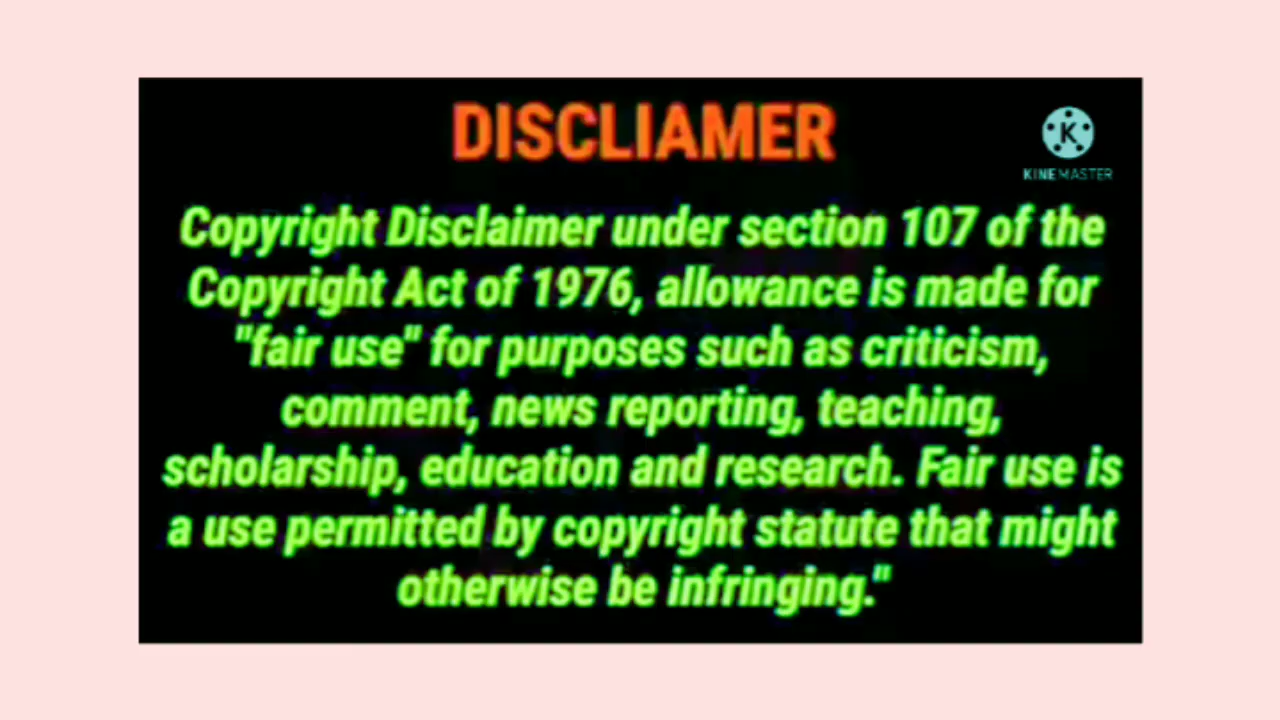 DISCLIAMER
KINEMASTER
Copyright Disclaimer under section 107 of the
Copyright Act of 1976, allowance is made for
"fair use" for purposes such as criticism,
comment, news reporting, teaching,
scholarship, education and research. Fair use is
a use permitted by copyright statute that might
otherwise be infringing."